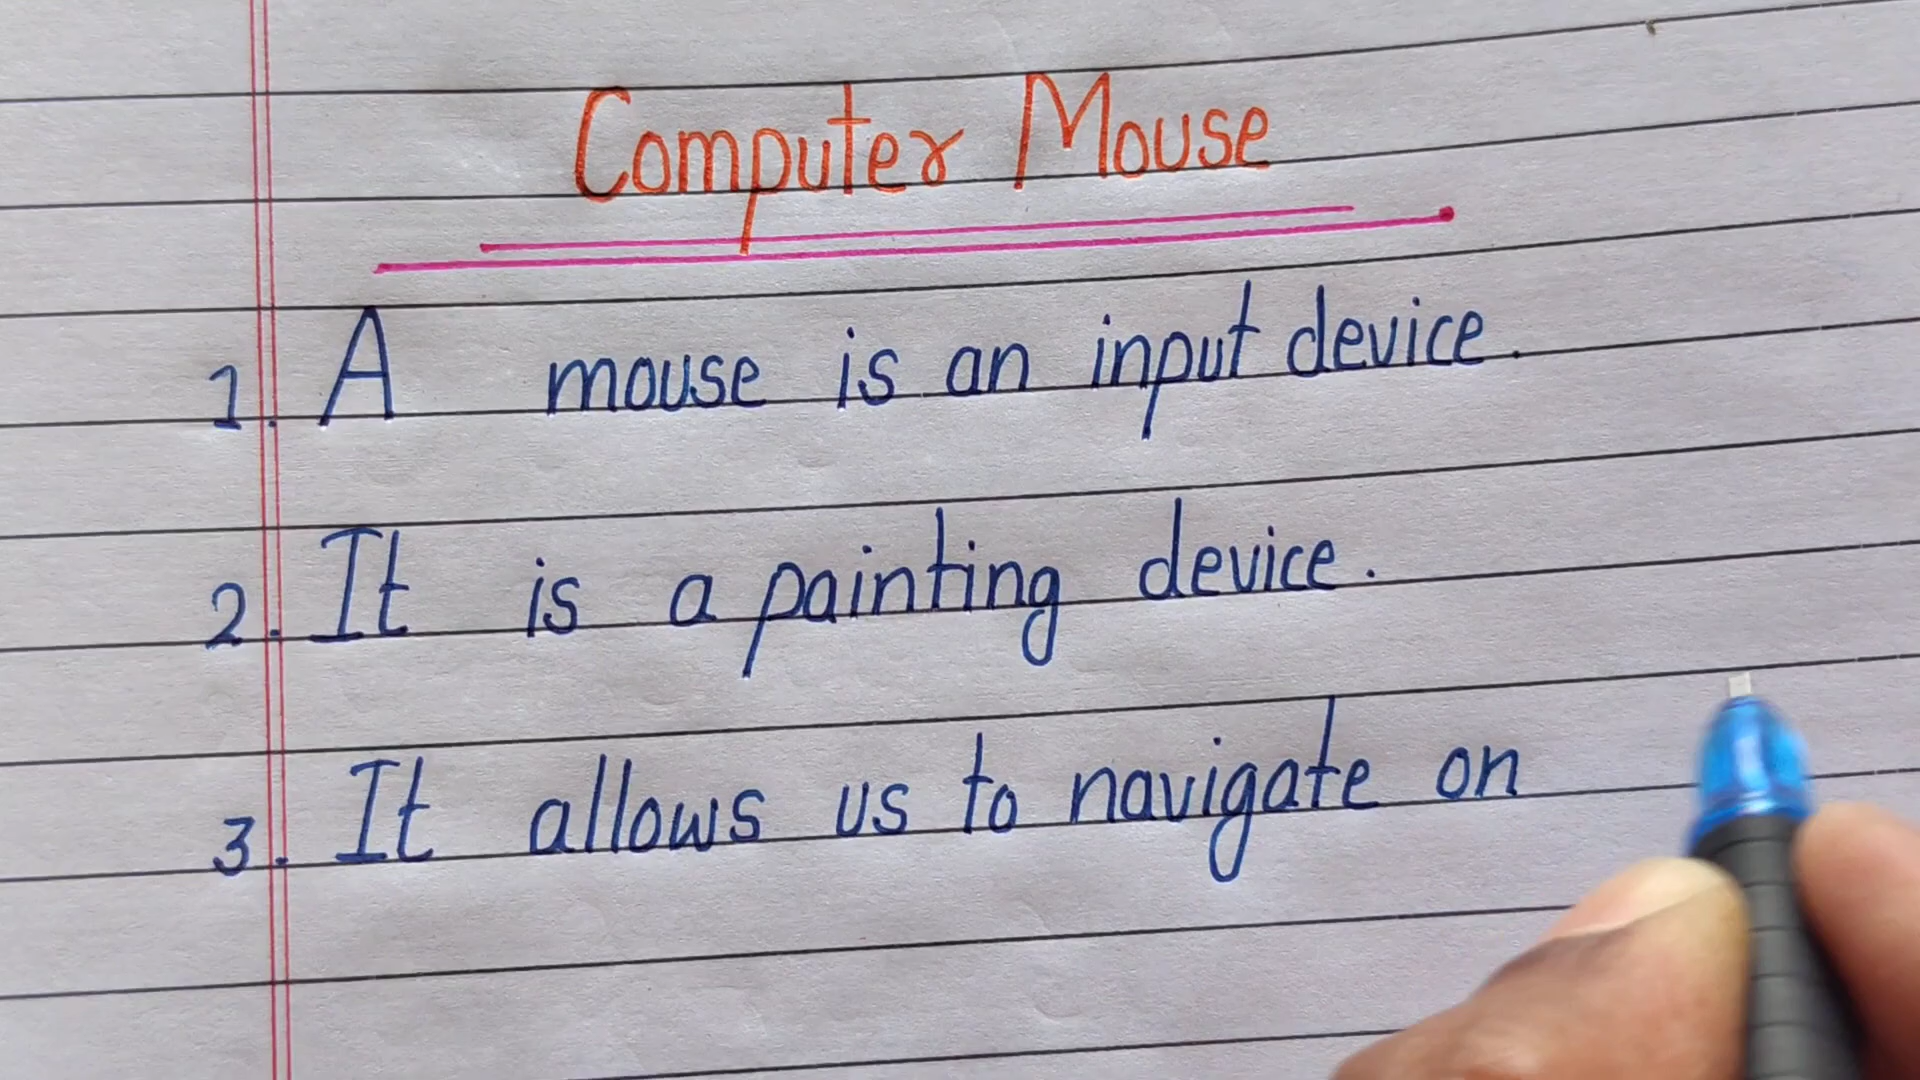 Computer Mouse
1. A mouse is an input device.
2. It is a painting device.
3. It allows us to navigate on